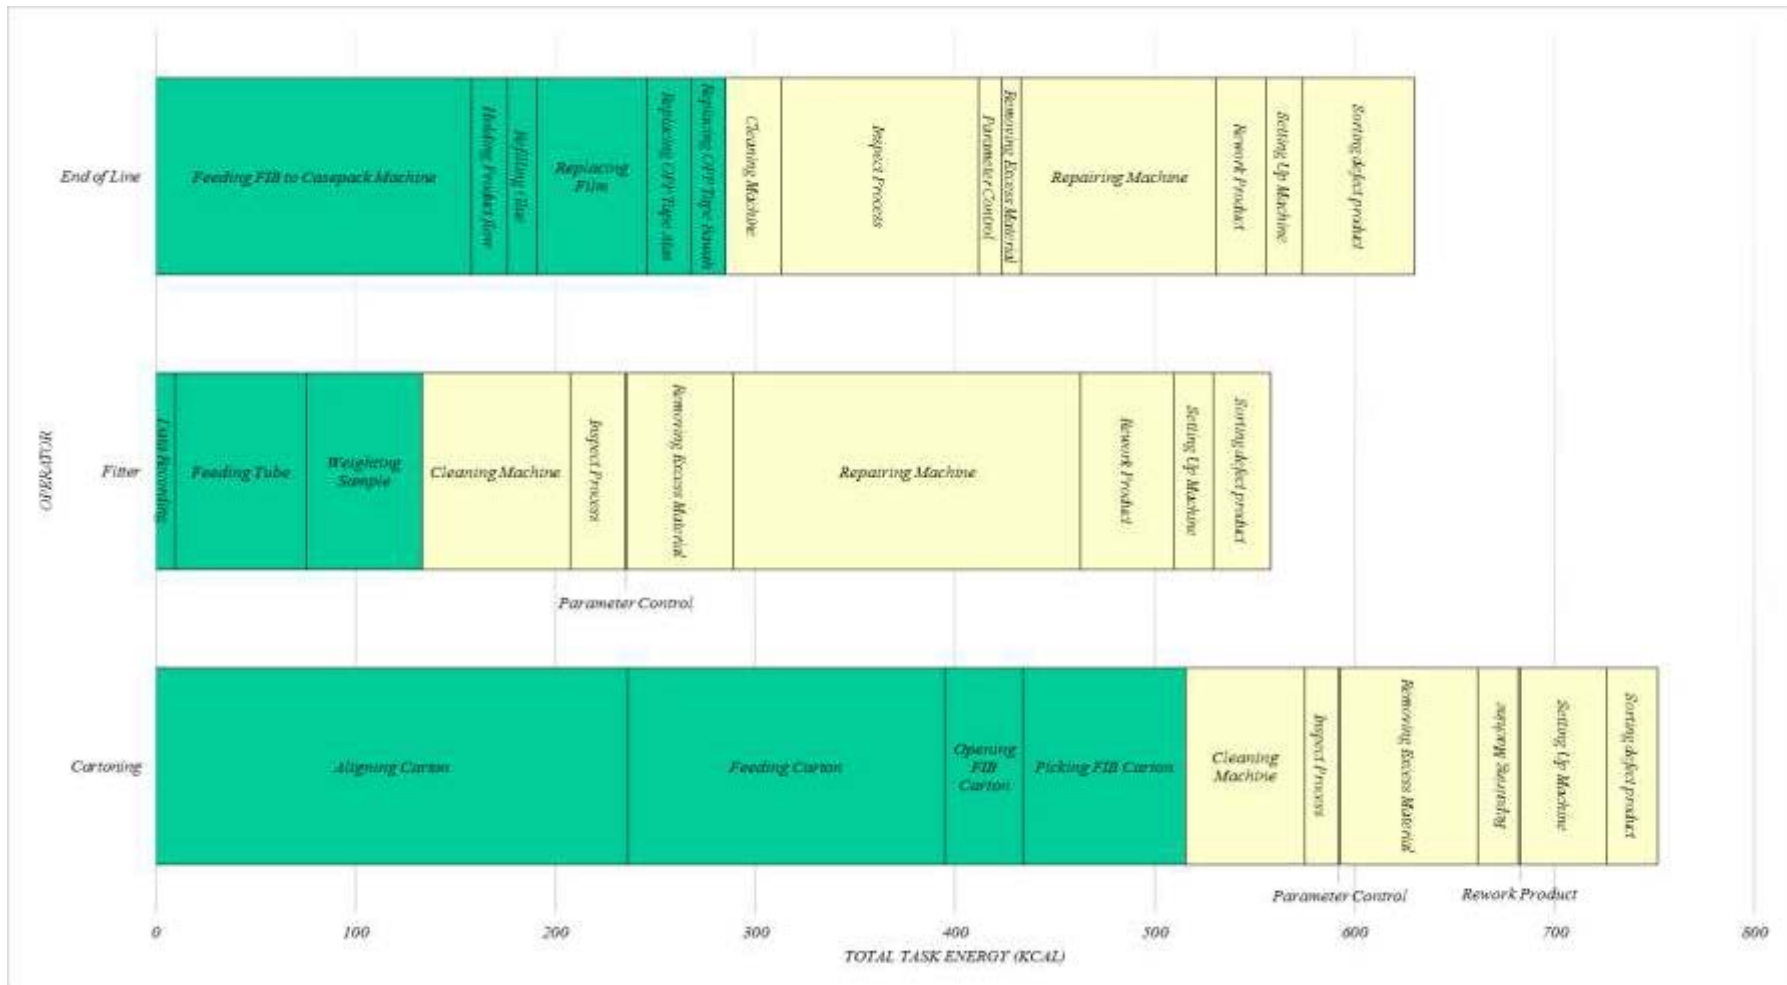 End of Line
Feeding FIB to Casepack Machine
Holding Product flow
Refilling Glue
Replacing
Film
Replacing OPP Tape Atas
Replacing OPP Tape Bawah
Cleaning Machine
Inspect Process
Parameter Control
Removing Excess Material
Repairing Machine
Rework Product
Setting Up Machine
Sorting defect product
OPERATOR
Fitter
Data Recording
Feeding Tube
Weighting
Sample
Cleaning Machine
Inspect Process
Removing Excess Material
Repairing Machine
Rework Product
Setting Up Machine
Sorting defect product
Parameter Control
Cartoning
Aligning Carton
Feeding Carton
Opening
FIB
Carton
Picking FIB Carton
Cleaning
Machine
Inspect Process
Removing Excess Material
Repairing Machine
Setting Up Machine
Sorting defect product
Parameter Control
Rework Product
0 100 200 300 400 500 600 700 800
TOTAL TASK ENERGY (KCAL)